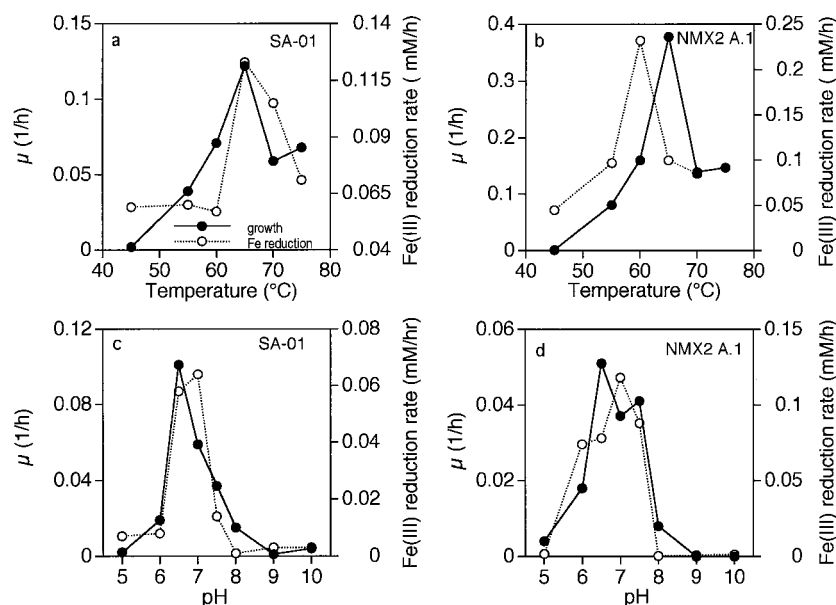 a
SA-01
0.15
0.1
0.05
0
μ (1/h)
0.14
0.12
0.09
0.065
0.04
Fe(III) reduction rate ( mM/h)
growth
Fe reduction
40 50 60 70 80
Temperature (°C)
b
NMX2 A.1
0.4
0.3
0.2
0.1
0
μ (1/h)
0.25
0.2
0.15
0.1
0.05
0
Fe(III) reduction rate ( mM/h)
40 50 60 70 80
Temperature (°C)
c
SA-01
0.12
0.08
0.04
0
μ (1/h)
0.08
0.06
0.04
0.02
0
Fe(III) reduction rate (mM/hr)
5 6 7 8 9 10
pH
d
NMX2 A.1
0.06
0.04
0.02
0
μ (1/h)
0.15
0.1
0.05
0
Fe(III) reduction rate (mM/h)
5 6 7 8 9 10
pH